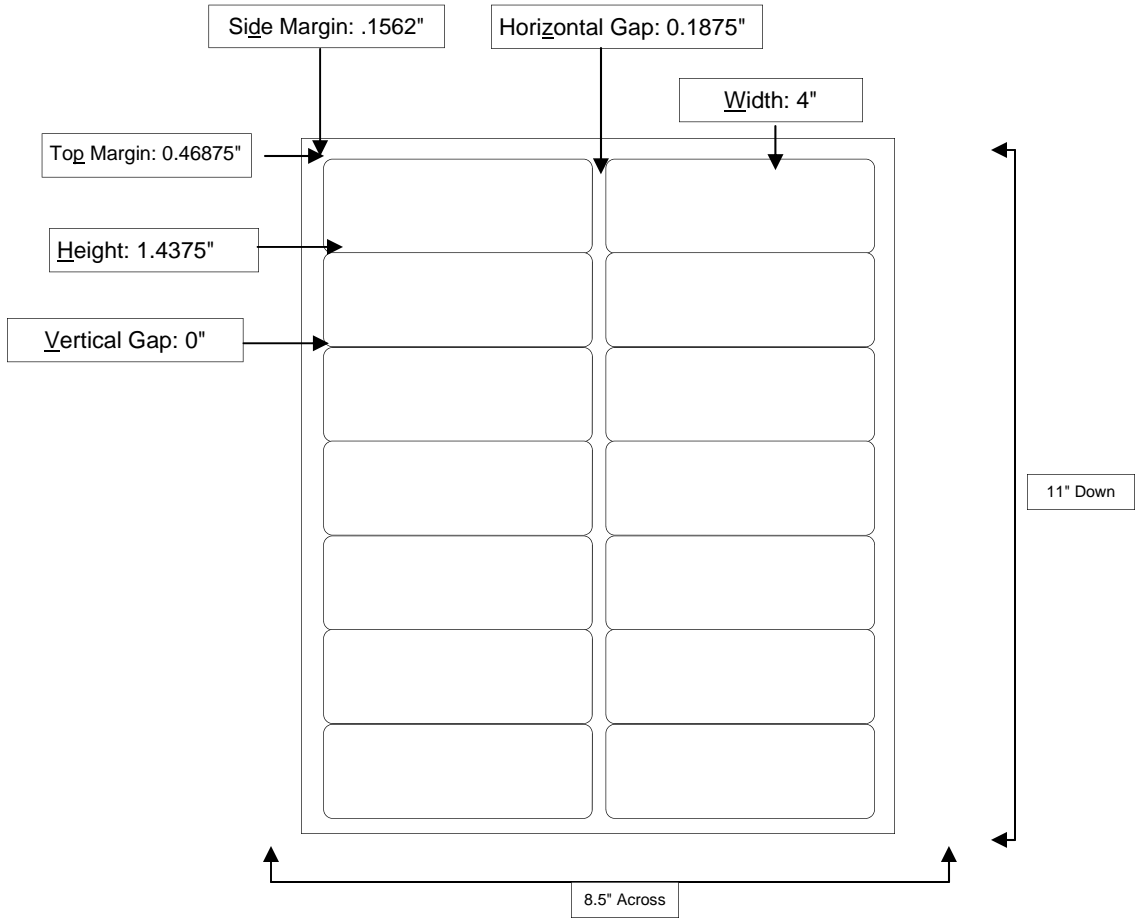 Side Margin: .1562"
Horizontal Gap: 0.1875"
Width: 4"
Top Margin: 0.46875"
Height: 1.4375"
Vertical Gap: 0"
11" Down
8.5" Across